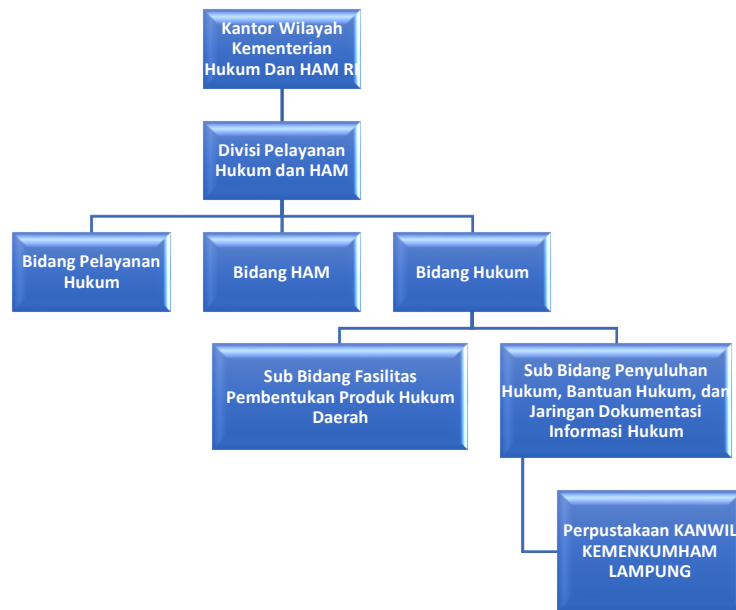 Kantor Wilayah
Kementerian
Hukum Dan HAM RI
Divisi Pelayanan
Hukum dan HAM
Bidang Pelayanan
Hukum
Bidang HAM
Bidang Hukum
Sub Bidang Fasilitas
Pembentukan Produk Hukum
Daerah
Sub Bidang Penyuluhan
Hukum, Bantuan Hukum, dan
Jaringan Dokumentasi
Informasi Hukum
Perpustakaan KANWIL
KEMENKUMHAM
LAMPUNG